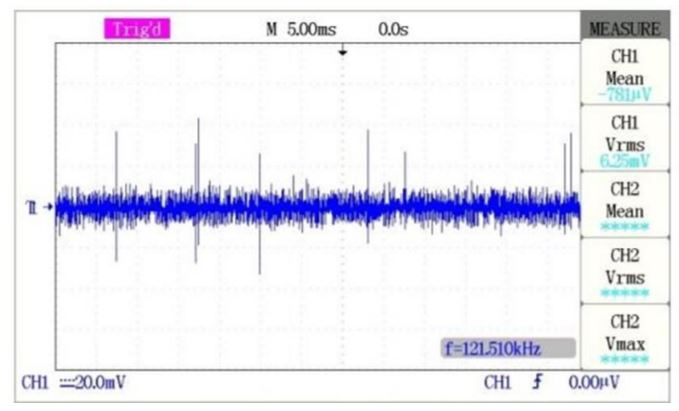 Trig'd M 5.00ms 0.0s MEASURE
CH1
Mean
-781μV
CH1
Vrms
6.25mV
CH2
Mean
*****
CH2
Vrms
*****
CH2
Vmax
*****
f=121.510kHz
CH1 20.0mV CH1 0.00μV